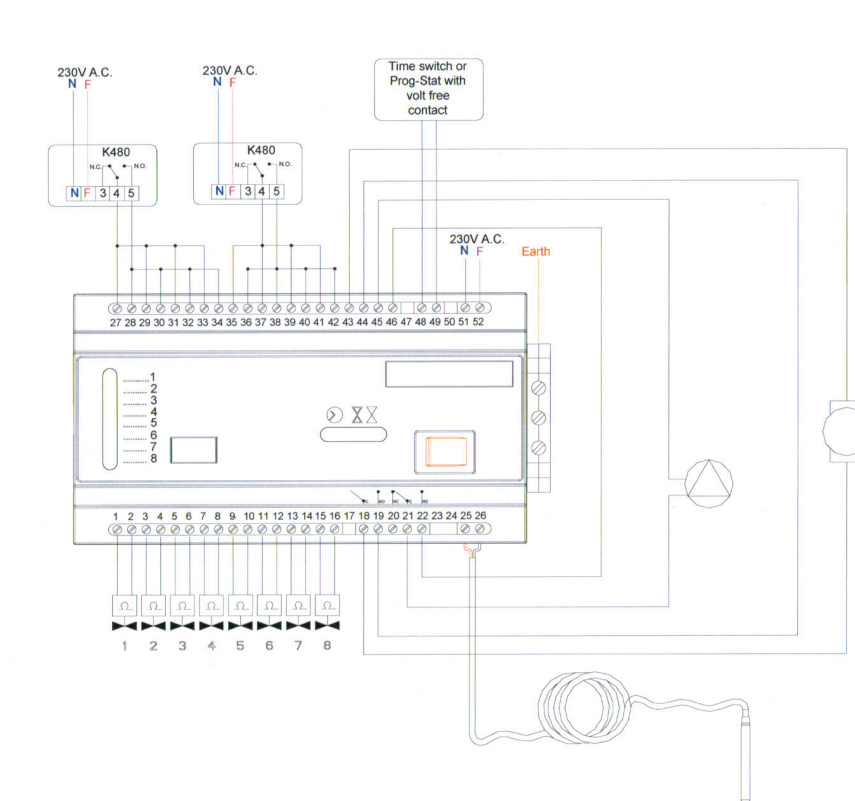 230V A.C.
N F
230V A.C.
N F
Time switch or
Prog-Stat with
volt free
contact
K480
N.C. N.O.
N F 3 4 5
K480
N.C. N.O.
N F 3 4 5
230V A.C.
N F
Earth
27 28 29 30 31 32 33 34 35 36 37 38 39 40 41 42 43 44 45 46 47 48 49 50 51 52
1
2
3
4
5
6
7
8
C NO NC C NO
1 2 3 4 5 6 7 8 9 10 11 12 13 14 15 16 17 18 19 20 21 22 23 24 25 26
1 2 3 4 5 6 7 8